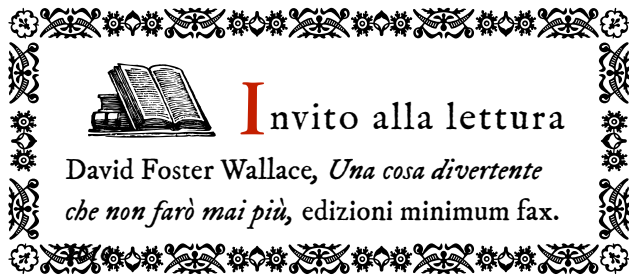 Invito alla lettura
David Foster Wallace, Una cosa divertente
che non farò mai più, edizioni minimum fax.